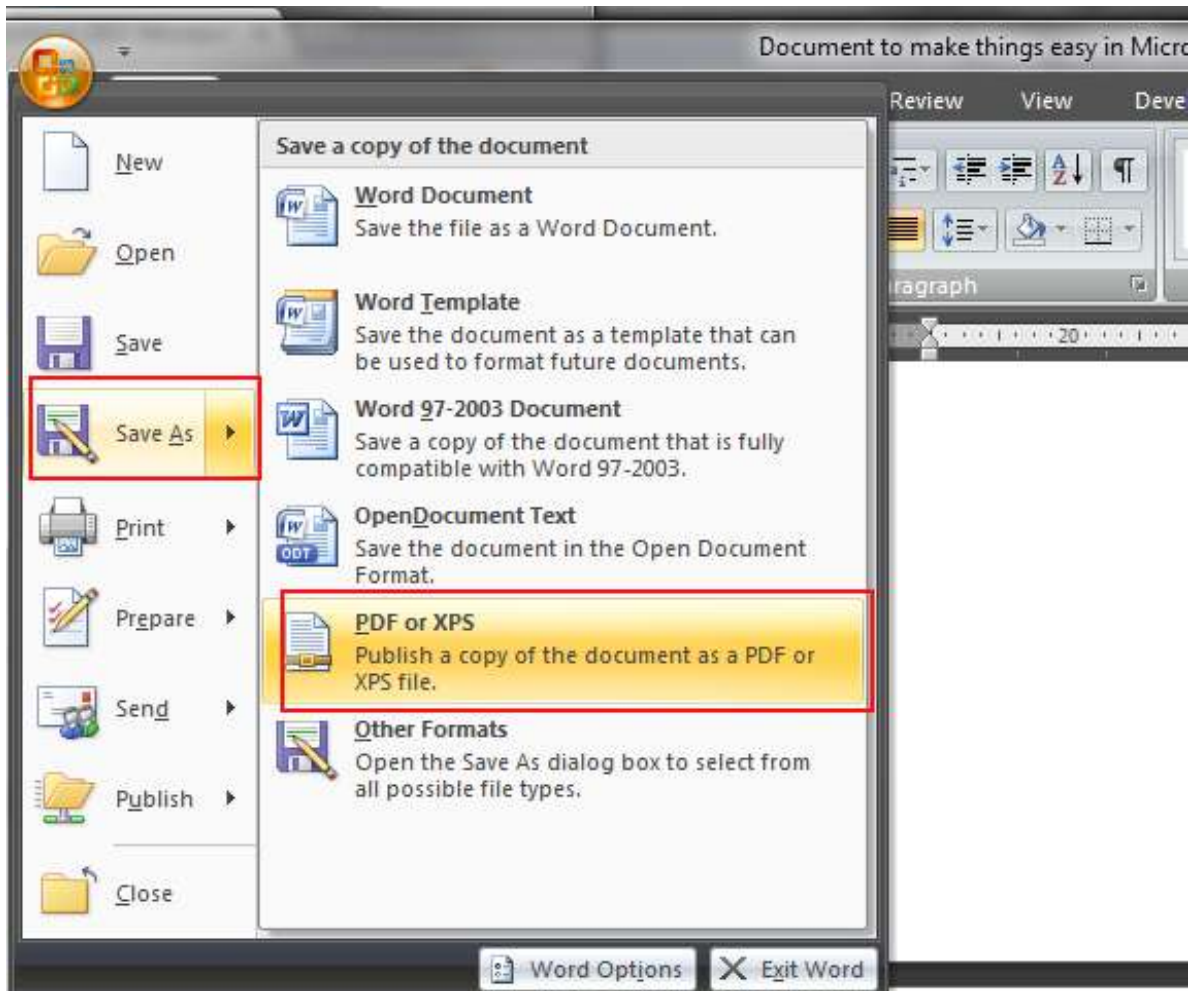 Document to make things easy in Micro
Review View Deve
New
Open
Save
Save As
Print
Prepare
Send
Publish
Close
Save a copy of the document
Word Document
Save the file as a Word Document.
Word Template
Save the document as a template that can
be used to format future documents.
Word 97-2003 Document
Save a copy of the document that is fully
compatible with Word 97-2003.
OpenDocument Text
Save the document in the Open Document
Format.
ODT
PDF or XPS
Publish a copy of the document as a PDF or
XPS file.
Other Formats
Open the Save As dialog box to select from
all possible file types.
ragraph
20
Word Options
Exit Word